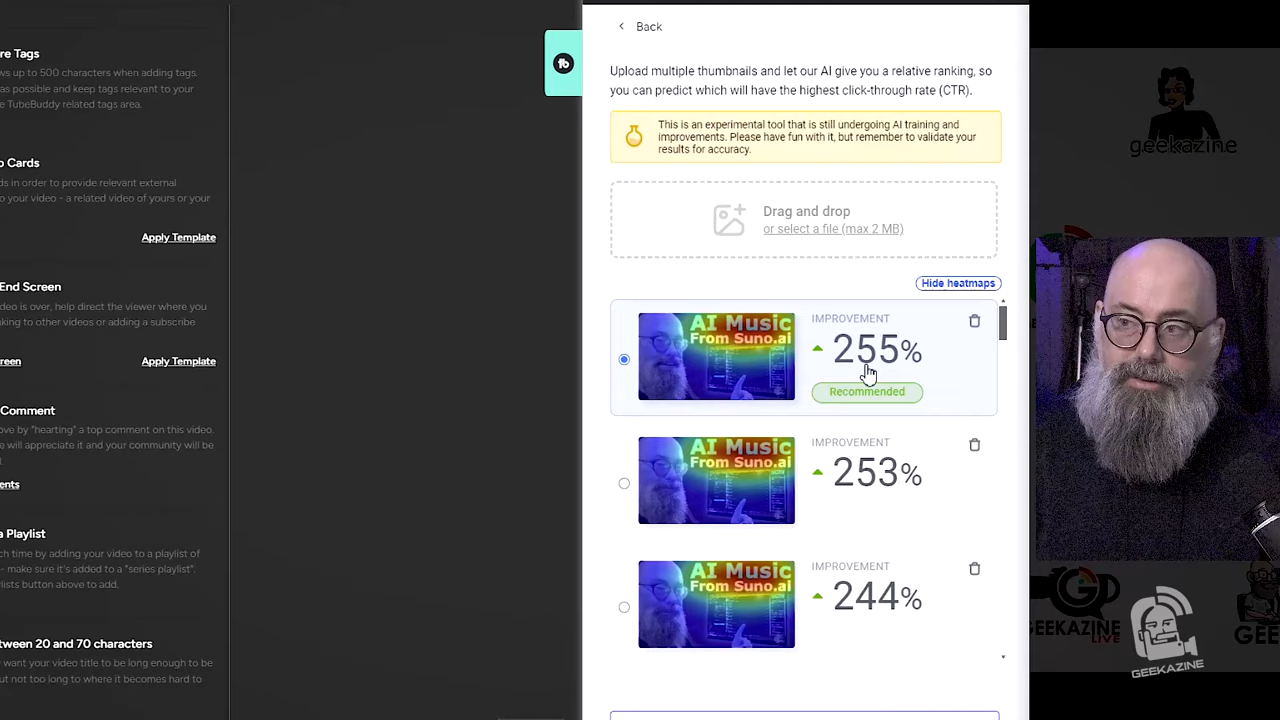 re Tags
ws up to 500 characters when adding tags.
as possible and keep tags relevant to your
e TubeBuddy related tags area.
Cards
ds in order to provide relevant external
o your video - a related video of yours or your
Apply Template
End Screen
ideo is over, help direct the viewer where you
nking to other videos or adding a subscribe
reen
Apply Template
Comment
ove by "hearting" a top comment on this video.
e will appreciate it and your community will be
ents
a Playlist
ch time by adding your video to a playlist of
- make sure it's added to a "series playlist".
lists button above to add.
tween 20 and 70 characters
want your video title to be long enough to be
ut not too long to where it becomes hard to
tb
Back
Upload multiple thumbnails and let our AI give you a relative ranking, so
you can predict which will have the highest click-through rate (CTR).
This is an experimental tool that is still undergoing AI training and
improvements. Please have fun with it, but remember to validate your
results for accuracy.
Drag and drop
or select a file (max 2 MB)
Hide heatmaps
AI Music
From Suno.ai
IMPROVEMENT
255%
Recommended
AI Music
From Suno.ai
IMPROVEMENT
253%
AI Music
From Suno.ai
IMPROVEMENT
244%
geekazine
GEEKAZINE
LIVE
GEE
GEEKAZINE